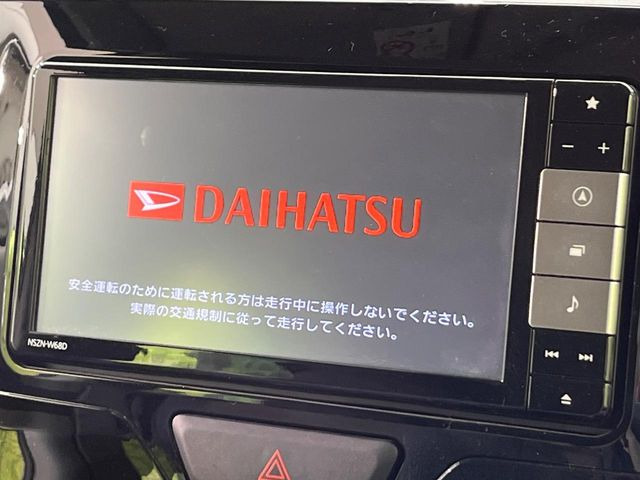 DAIHATSU
安全運転のために運転される方は走行中に操作しないでください。
実際の交通規制に従って走行してください。
NSZN-W68D